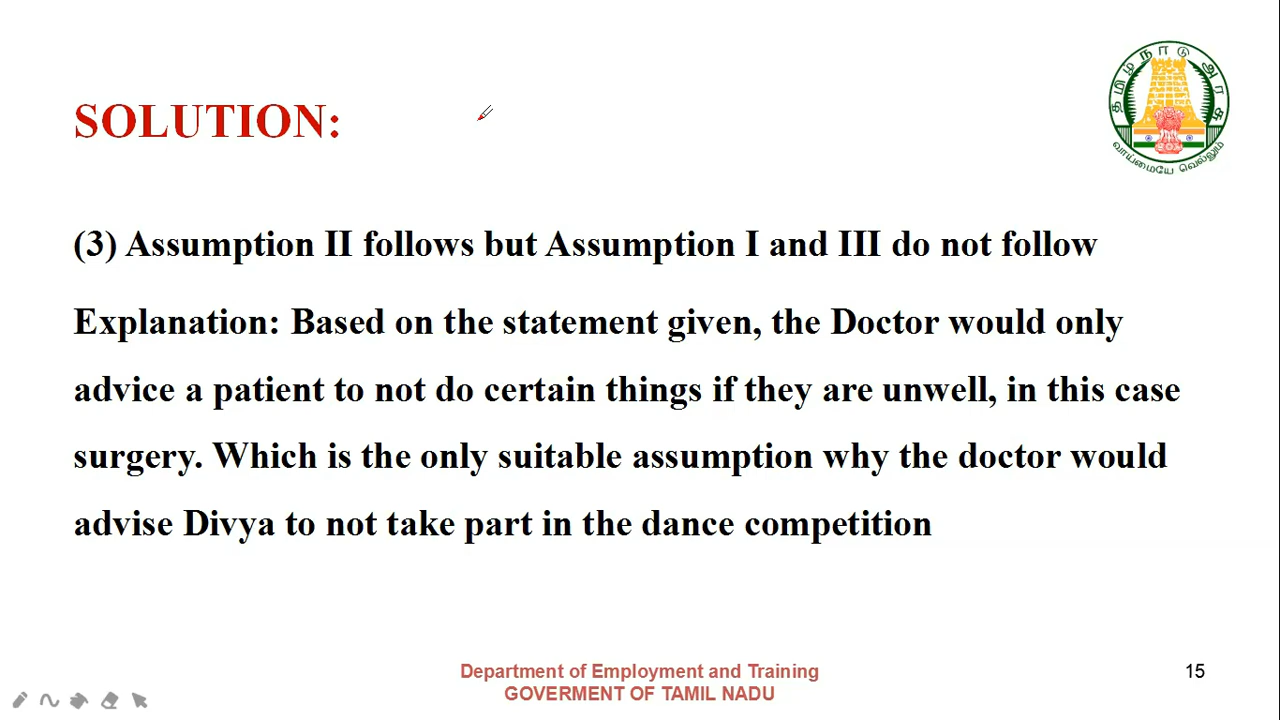 தமிழ்நாடு அரசு
வாய்மையே வெல்லும்
SOLUTION:
(3) Assumption II follows but Assumption I and III do not follow
Explanation: Based on the statement given, the Doctor would only
advice a patient to not do certain things if they are unwell, in this case
surgery. Which is the only suitable assumption why the doctor would
advise Divya to not take part in the dance competition
Department of Employment and Training
GOVERMENT OF TAMIL NADU
15